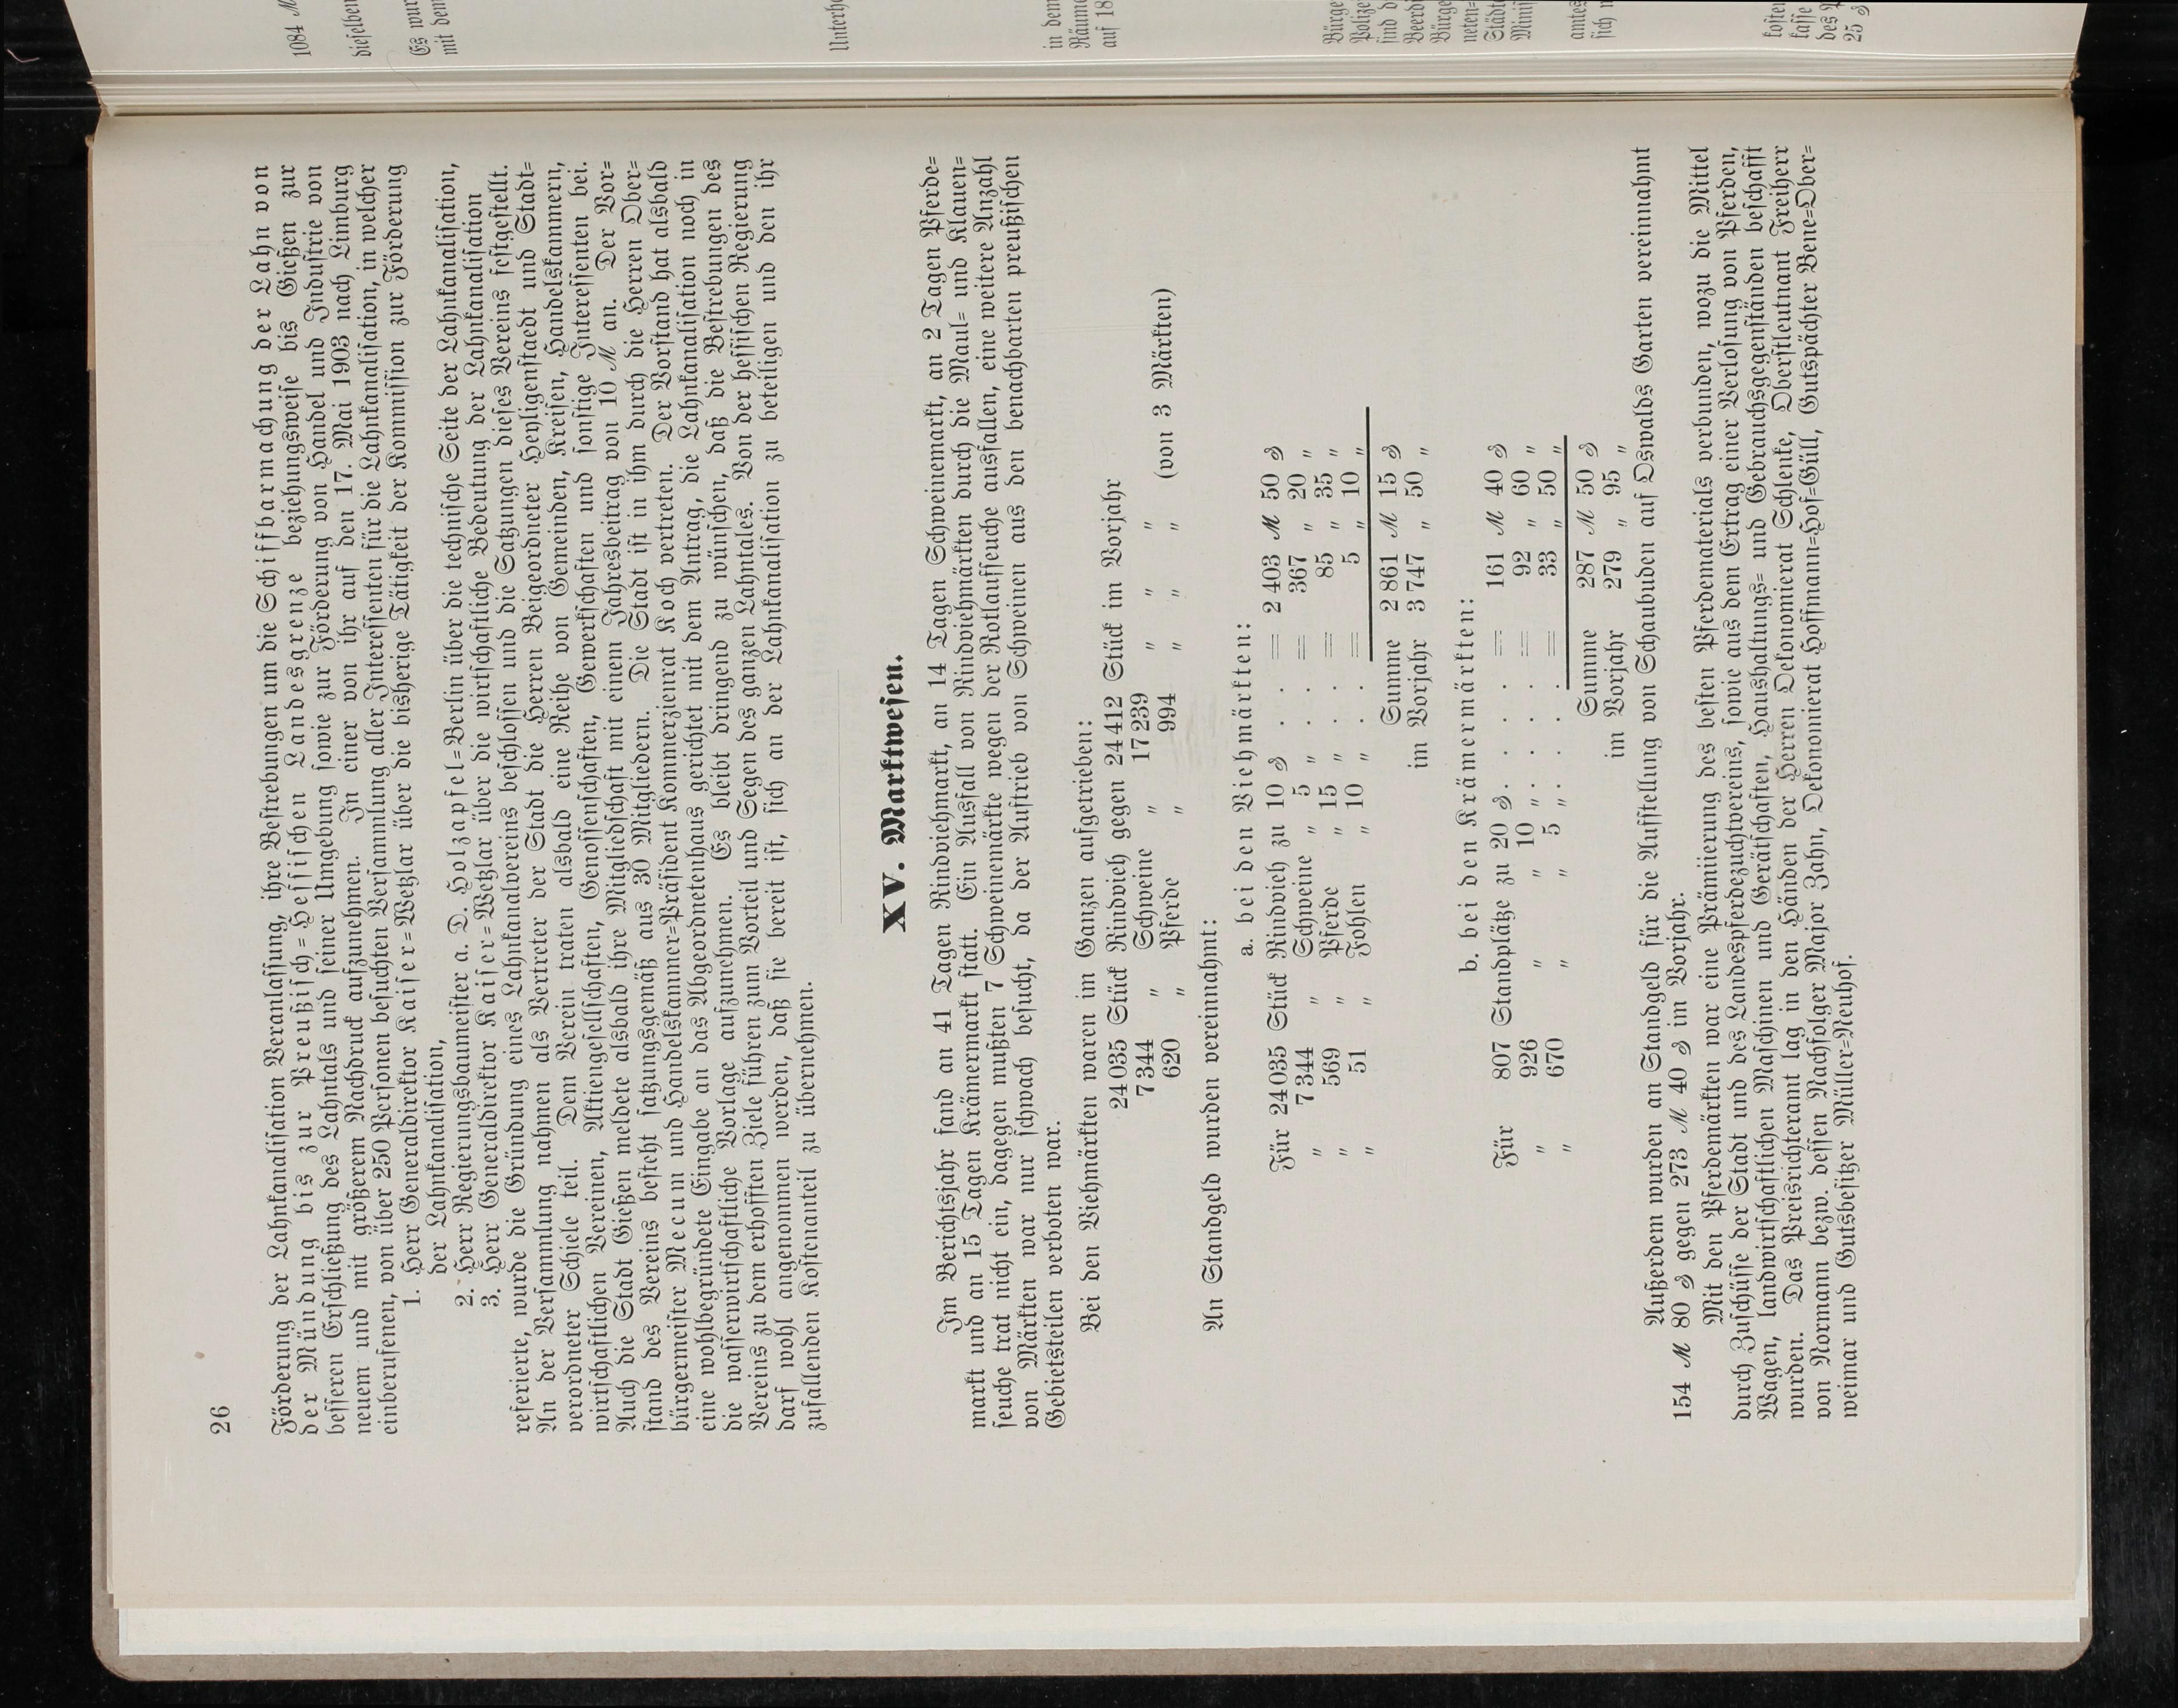 26
Förderung der Lahnkanalisation Veranlassung, ihre Bestrebungen um die Schiffbarmachung der Lahn von
der Mündung bis zur Preußisch=Hessischen Landesgrenze beziehungsweise bis Gießen zur
besseren Erschließung des Lahntals und seiner Umgebung sowie zur Förderung von Handel und Industrie von
neuem und mit größerem Nachdruck aufzunehmen. In einer von ihr auf den 17. Mai 1903 nach Limburg
einberufenen, von über 250 Personen besuchten Versammlung aller Interessenten für die Lahnkanalisation, in welcher
1. Herr Generaldirektor Kaiser=Wetzlar über die bisherige Tätigkeit der Kommission zur Förderung
der Lahnkanalisation,
2. Herr Regierungsbaumeister a. D. Holzapfel=Berlin über die technische Seite der Lahnkanalisation,
3. Herr Generaldirektor Kaiser=Wetzlar über die wirtschaftliche Bedeutung der Lahnkanalisation
referierte, wurde die Gründung eines Lahnkanalvereins beschlossen und die Satzungen dieses Vereins festgestellt.
An der Versammlung nahmen als Vertreter der Stadt die Herren Beigeordneter Heyligenstaedt und Stadt=
verordneter Schiele teil. Dem Verein traten alsbald eine Reihe von Gemeinden, Kreisen, Handelskammern,
wirtschaftlichen Vereinen, Aktiengesellschaften, Genossenschaften, Gewerkschaften und sonstige Interessenten bei.
Auch die Stadt Gießen meldete alsbald ihre Mitgliedschaft mit einem Jahresbeitrag von 10 ℳ an. Der Vor=
stand des Vereins besteht satzungsgemäß aus 30 Mitgliedern. Die Stadt ist in ihm durch die Herren Ober=
bürgermeister Mecum und Handelskammer=Präsident Kommerzienrat Koch vertreten. Der Vorstand hat alsbald
eine wohlbegründete Eingabe an das Abgeordnetenhaus gerichtet mit dem Antrag, die Lahnkanalisation noch in
die wasserwirtschaftliche Vorlage aufzunehmen. Es bleibt dringend zu wünschen, daß die Bestrebungen des
Vereins zu dem erhofften Ziele führen zum Vorteil und Segen des ganzen Lahntales. Von der hessischen Regierung
darf wohl angenommen werden, daß sie bereit ist, sich an der Lahnkanalisation zu beteiligen und den ihr
zufallenden Kostenanteil zu übernehmen.
XV. Marktwesen.
Im Berichtsjahr fand an 41 Tagen Rindviehmarkt, an 14 Tagen Schweinemarkt, an 2 Tagen Pferde=
markt und an 15 Tagen Krämermarkt statt. Ein Ausfall von Rindviehmärkten durch die Maul= und Klauen=
seuche trat nicht ein, dagegen mußten 7 Schweinemärkte wegen der Rotlaufseuche ausfallen, eine weitere Anzahl
von Märkten war nur schwach besucht, da der Auftrieb von Schweinen aus den benachbarten preußischen
Gebietsteilen verboten war.
Bei den Viehmärkten waren im Ganzen aufgetrieben:
24 035 Stück Rindvieh gegen 24 412 Stück im Vorjahr
7 344 „ Schweine „ 17 239 „ „ „
620 „ Pferde „ 994 „ „ „ (von 3 Märkten)
An Standgeld wurden vereinnahmt:
a. bei den Viehmärkten:
Für 24 035 Stück Rindvieh zu 10 ₰ . . . = 2 403 ℳ 50 ₰
„ 7 344 „ Schweine „ 5 „ . . . = 367 „ 20 „
„ 569 „ Pferde „ 15 „ . . . = 85 „ 35 „
„ 51 „ Fohlen „ 10 „ . . . = 5 „ 10 „
Summe 2 861 ℳ 15 ₰
im Vorjahr 3 747 „ 50 „
b. bei den Krämermärkten:
Für 807 Standplätze zu 20 ₰ . . . . = 161 ℳ 40 ₰
„ 926 „ „ 10 „ . . . . = 92 „ 60 „
„ 670 „ „ 5 „ . . . . = 33 „ 50 „
Summe 287 ℳ 50 ₰
im Vorjahr 279 „ 95 „
Außerdem wurden an Standgeld für die Aufstellung von Schaubuden auf Oswalds Garten vereinnahmt
154 ℳ 80 ₰ gegen 273 ℳ 40 ₰ im Vorjahr.
Mit den Pferdemärkten war eine Prämiierung des besten Pferdematerials verbunden, wozu die Mittel
durch Zuschüsse der Stadt und des Landespferdezuchtvereins, sowie aus dem Ertrag einer Verlosung von Pferden,
Wagen, landwirtschaftlichen Maschinen und Gerätschaften, Haushaltungs= und Gebrauchsgegenständen beschafft
wurden. Das Preisrichteramt lag in den Händen der Herren Oekonomierat Schlenke, Oberstleutnant Freiherr
von Normann bezw. dessen Nachfolger Major Zahn, Oekonomierat Hoffmann=Hof=Güll, Gutspächter Bene=Ober=
weimar und Gutsbesitzer Müller=Neuhof.
1084 ℳ
dieselben
Es wur
mit dem
Unterh
in dem
Räume
auf 18
Bürge
Polize
sind d
Beerdi
Bürge
neten=
Städt
Minis
amtes
sich n
kosten
kasse
des
25 ₰